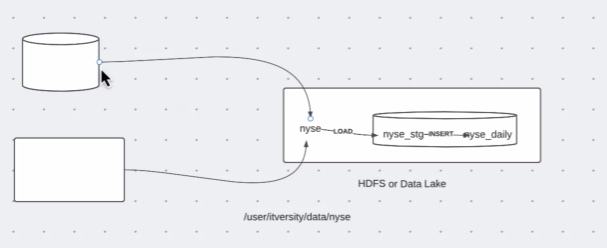 nyse LOAD nyse_stg INSERT nyse_daily
HDFS or Data Lake
/user/itversity/data/nyse